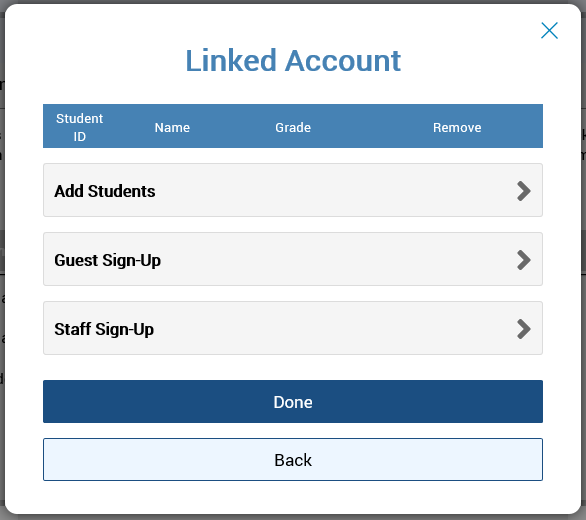 Linked Account
Student ID Name Grade Remove
Add Students
Guest Sign-Up
Staff Sign-Up
Done
Back